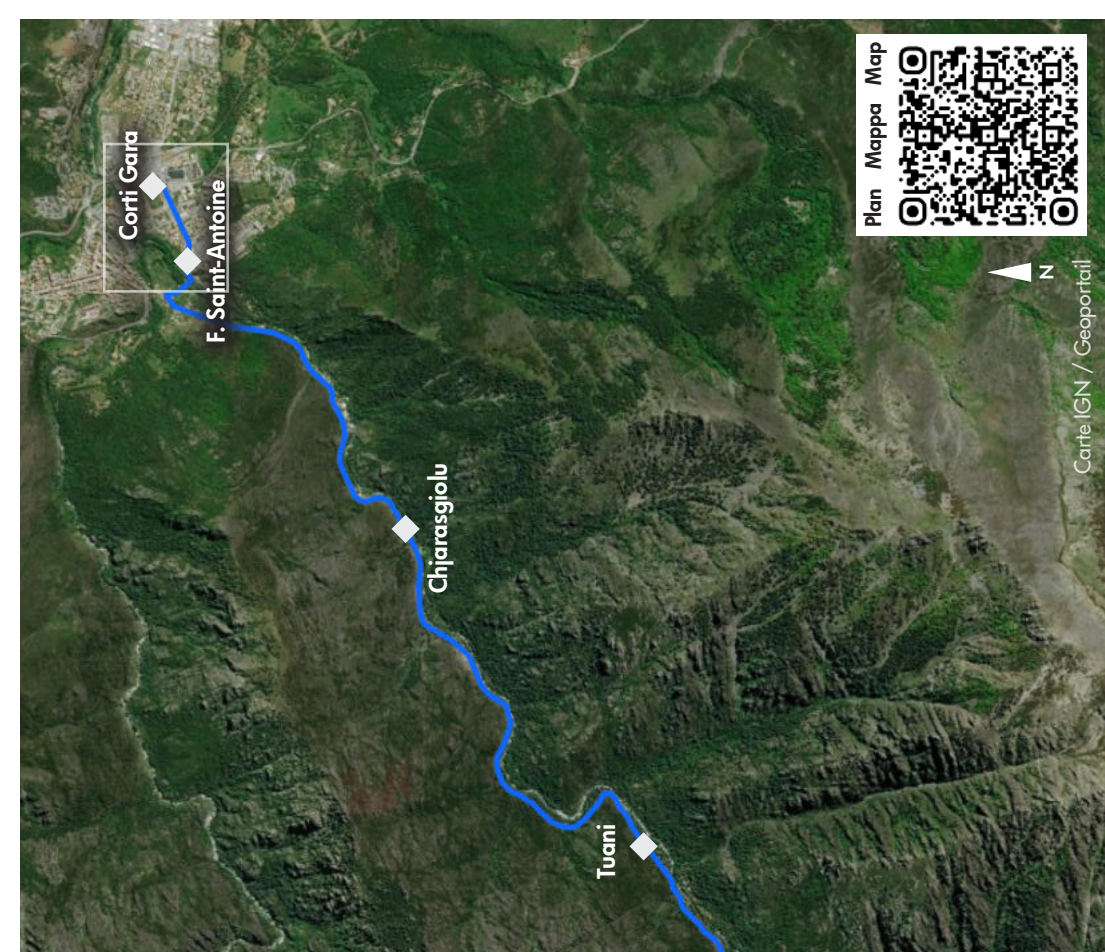 Plan Mappa Map
N
Carte IGN / Geoportail
Corti Gara
F. Saint-Antoine
Chjarasgiolu
Tuani